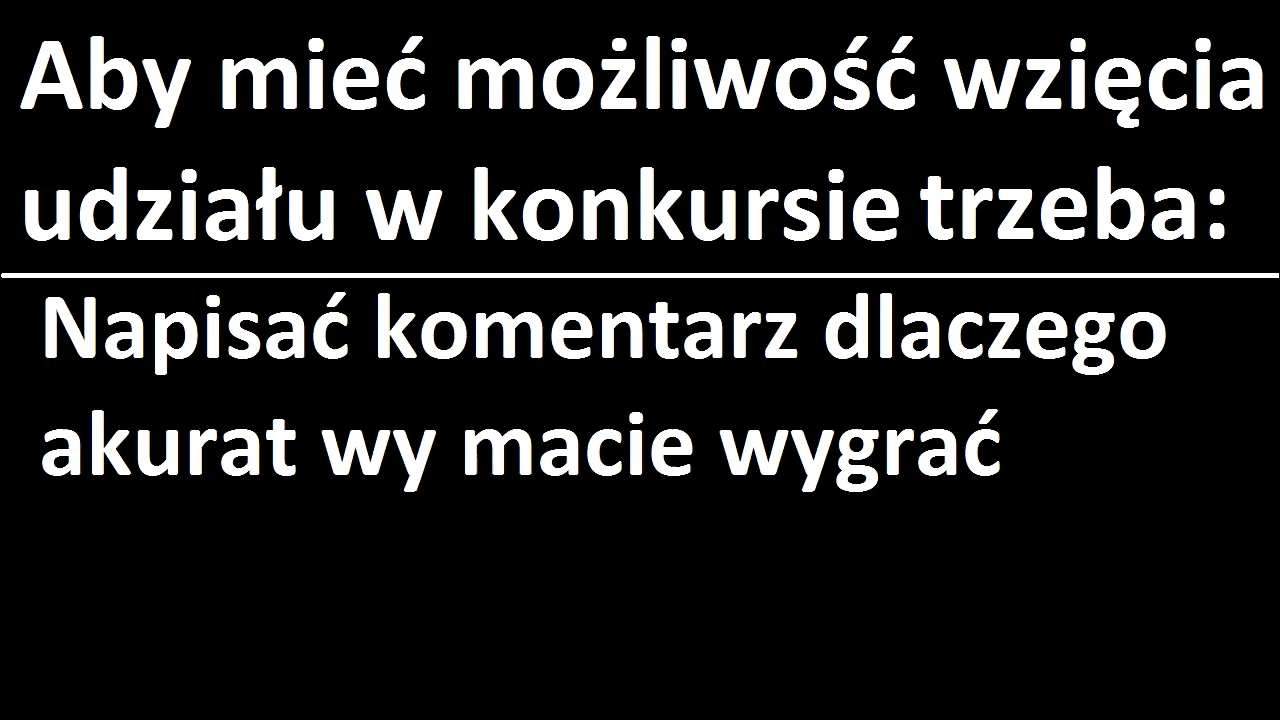 Aby mieć możliwość wzięcia
udziału w konkursie trzeba:
Napisać komentarz dlaczego
akurat wy macie wygrać